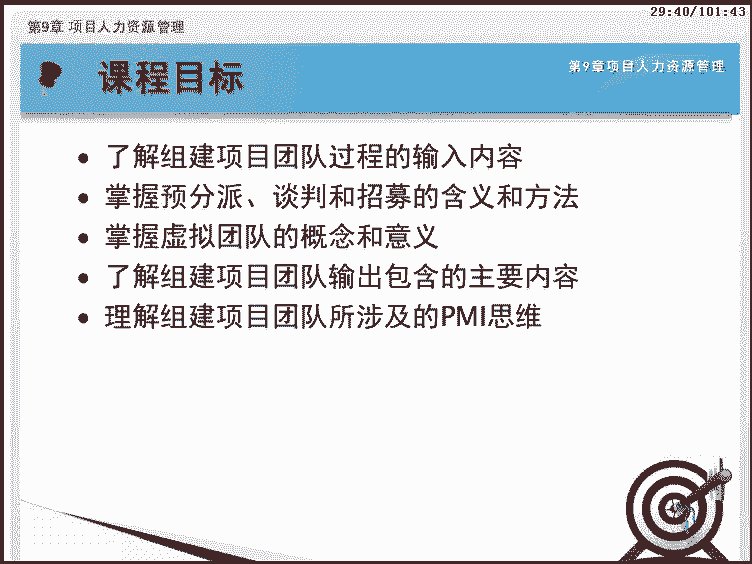 29:40/101:43
第9章 项目人力资源管理
课程目标
第9章项目人力资源管理
• 了解组建项目团队过程的输入内容
• 掌握预分派、谈判和招募的含义和方法
• 掌握虚拟团队的概念和意义
• 了解组建项目团队输出包含的主要内容
• 理解组建项目团队所涉及的PMI思维